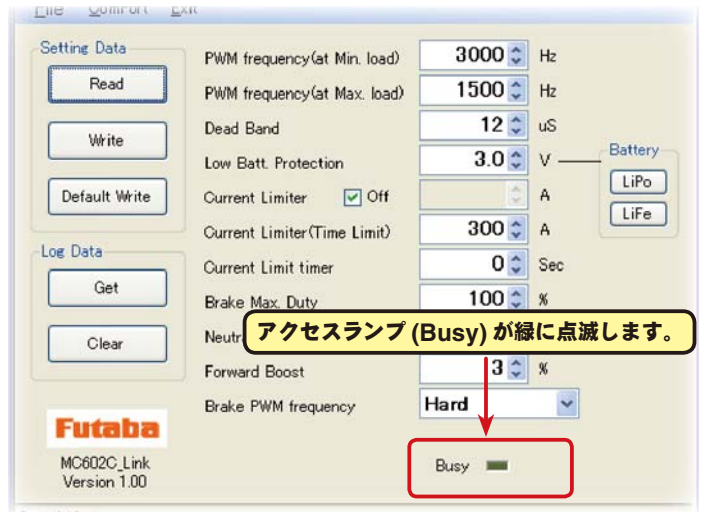 File ComPort Exit
Setting Data
Read
Write
Default Write
Log Data
Get
Clear
Futaba
MC602C_Link
Version 1.00
PWM frequency(at Min. load) 3000 Hz
PWM frequency(at Max. load) 1500 Hz
Dead Band 12 uS
Low Batt. Protection 3.0 V
Current Limiter Off A
Current Limiter(Time Limit) 300 A
Current Limit timer 0 Sec
Brake Max. Duty 100 %
Neutr
アクセスランプ (Busy) が緑に点滅します。
Forward Boost 3 %
Brake PWM frequency Hard
Busy
Battery
LiPo
LiFe